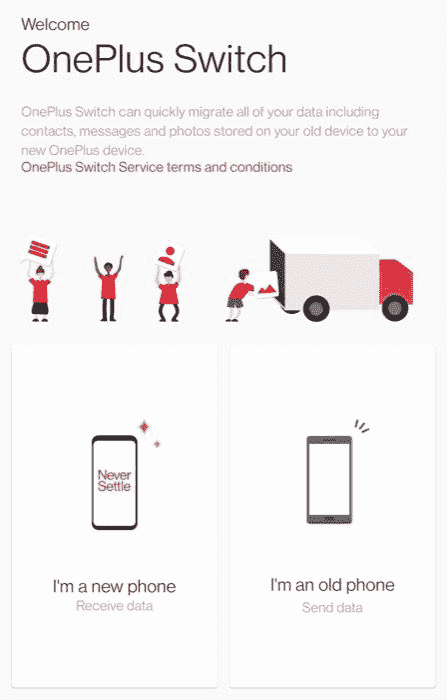 Welcome
OnePlus Switch
OnePlus Switch can quickly migrate all of your data including
contacts, messages and photos stored on your old device to your
new OnePlus device.
OnePlus Switch Service terms and conditions
Never
Settle
I'm a new phone
Receive data
I'm an old phone
Send data